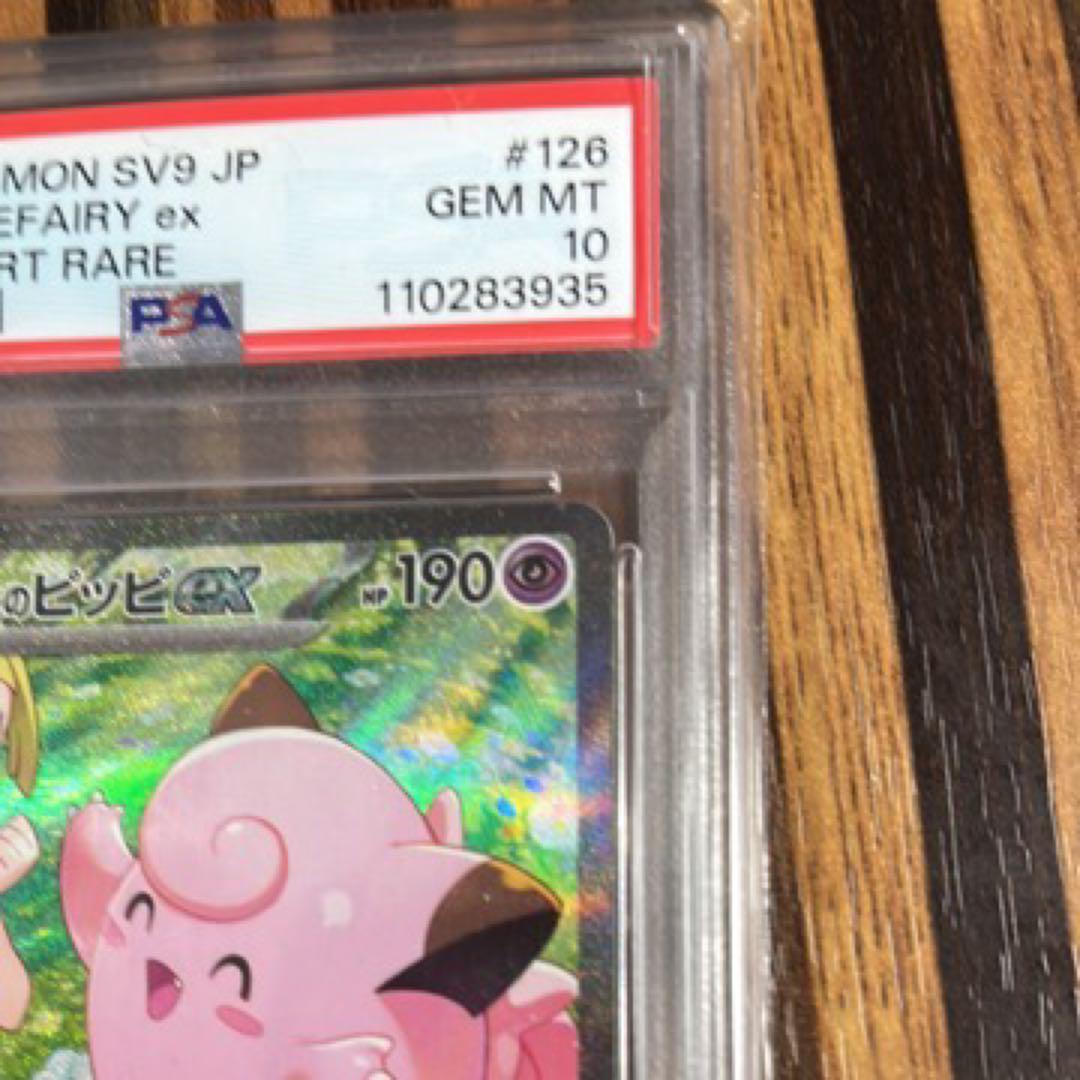 MON SV9 JP #126
EFAIRY ex GEM MT
RT RARE 10
110283935
PSA
のピッピex HP190